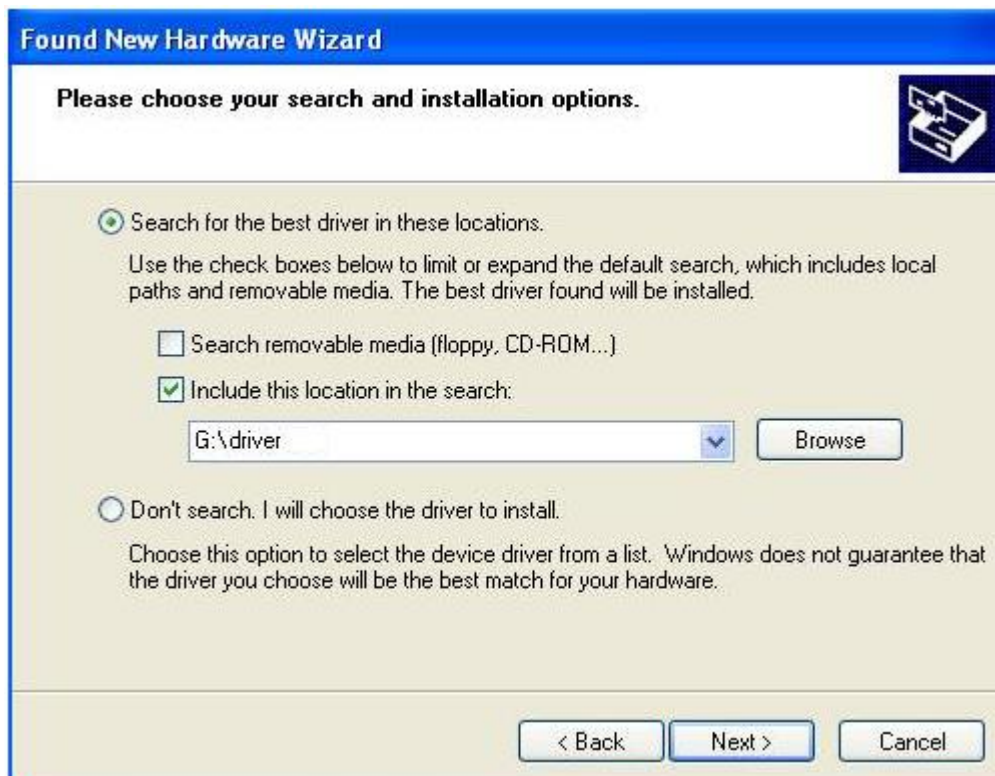 Found New Hardware Wizard
Please choose your search and installation options.
Search for the best driver in these locations.
Use the check boxes below to limit or expand the default search, which includes local
paths and removable media. The best driver found will be installed.
Search removable media (floppy, CD-ROM...)
Include this location in the search:
G:\driver
Browse
Don't search. I will choose the driver to install.
Choose this option to select the device driver from a list. Windows does not guarantee that
the driver you choose will be the best match for your hardware.
< Back Next > Cancel